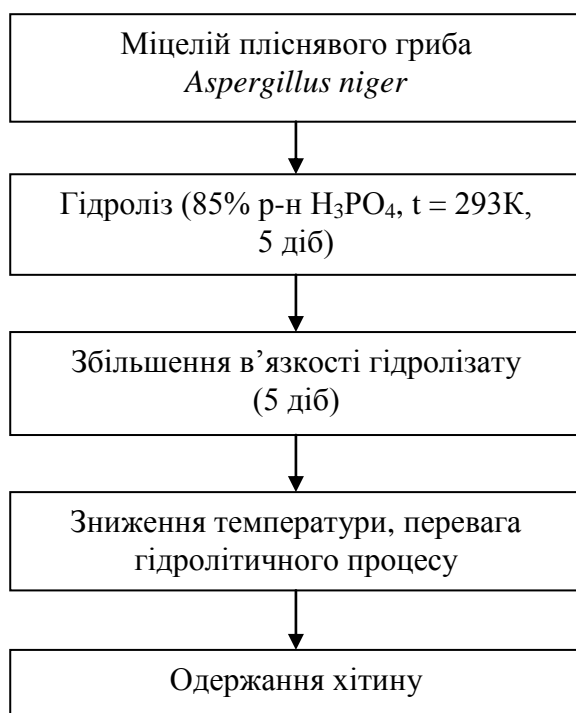 Міцелій пліснявого гриба
Aspergillus niger
Гідроліз (85% р-н H₃PO₄, t = 293К,
5 діб)
Збільшення в’язкості гідролізату
(5 діб)
Зниження температури, перевага
гідролітичного процесу
Одержання хітину